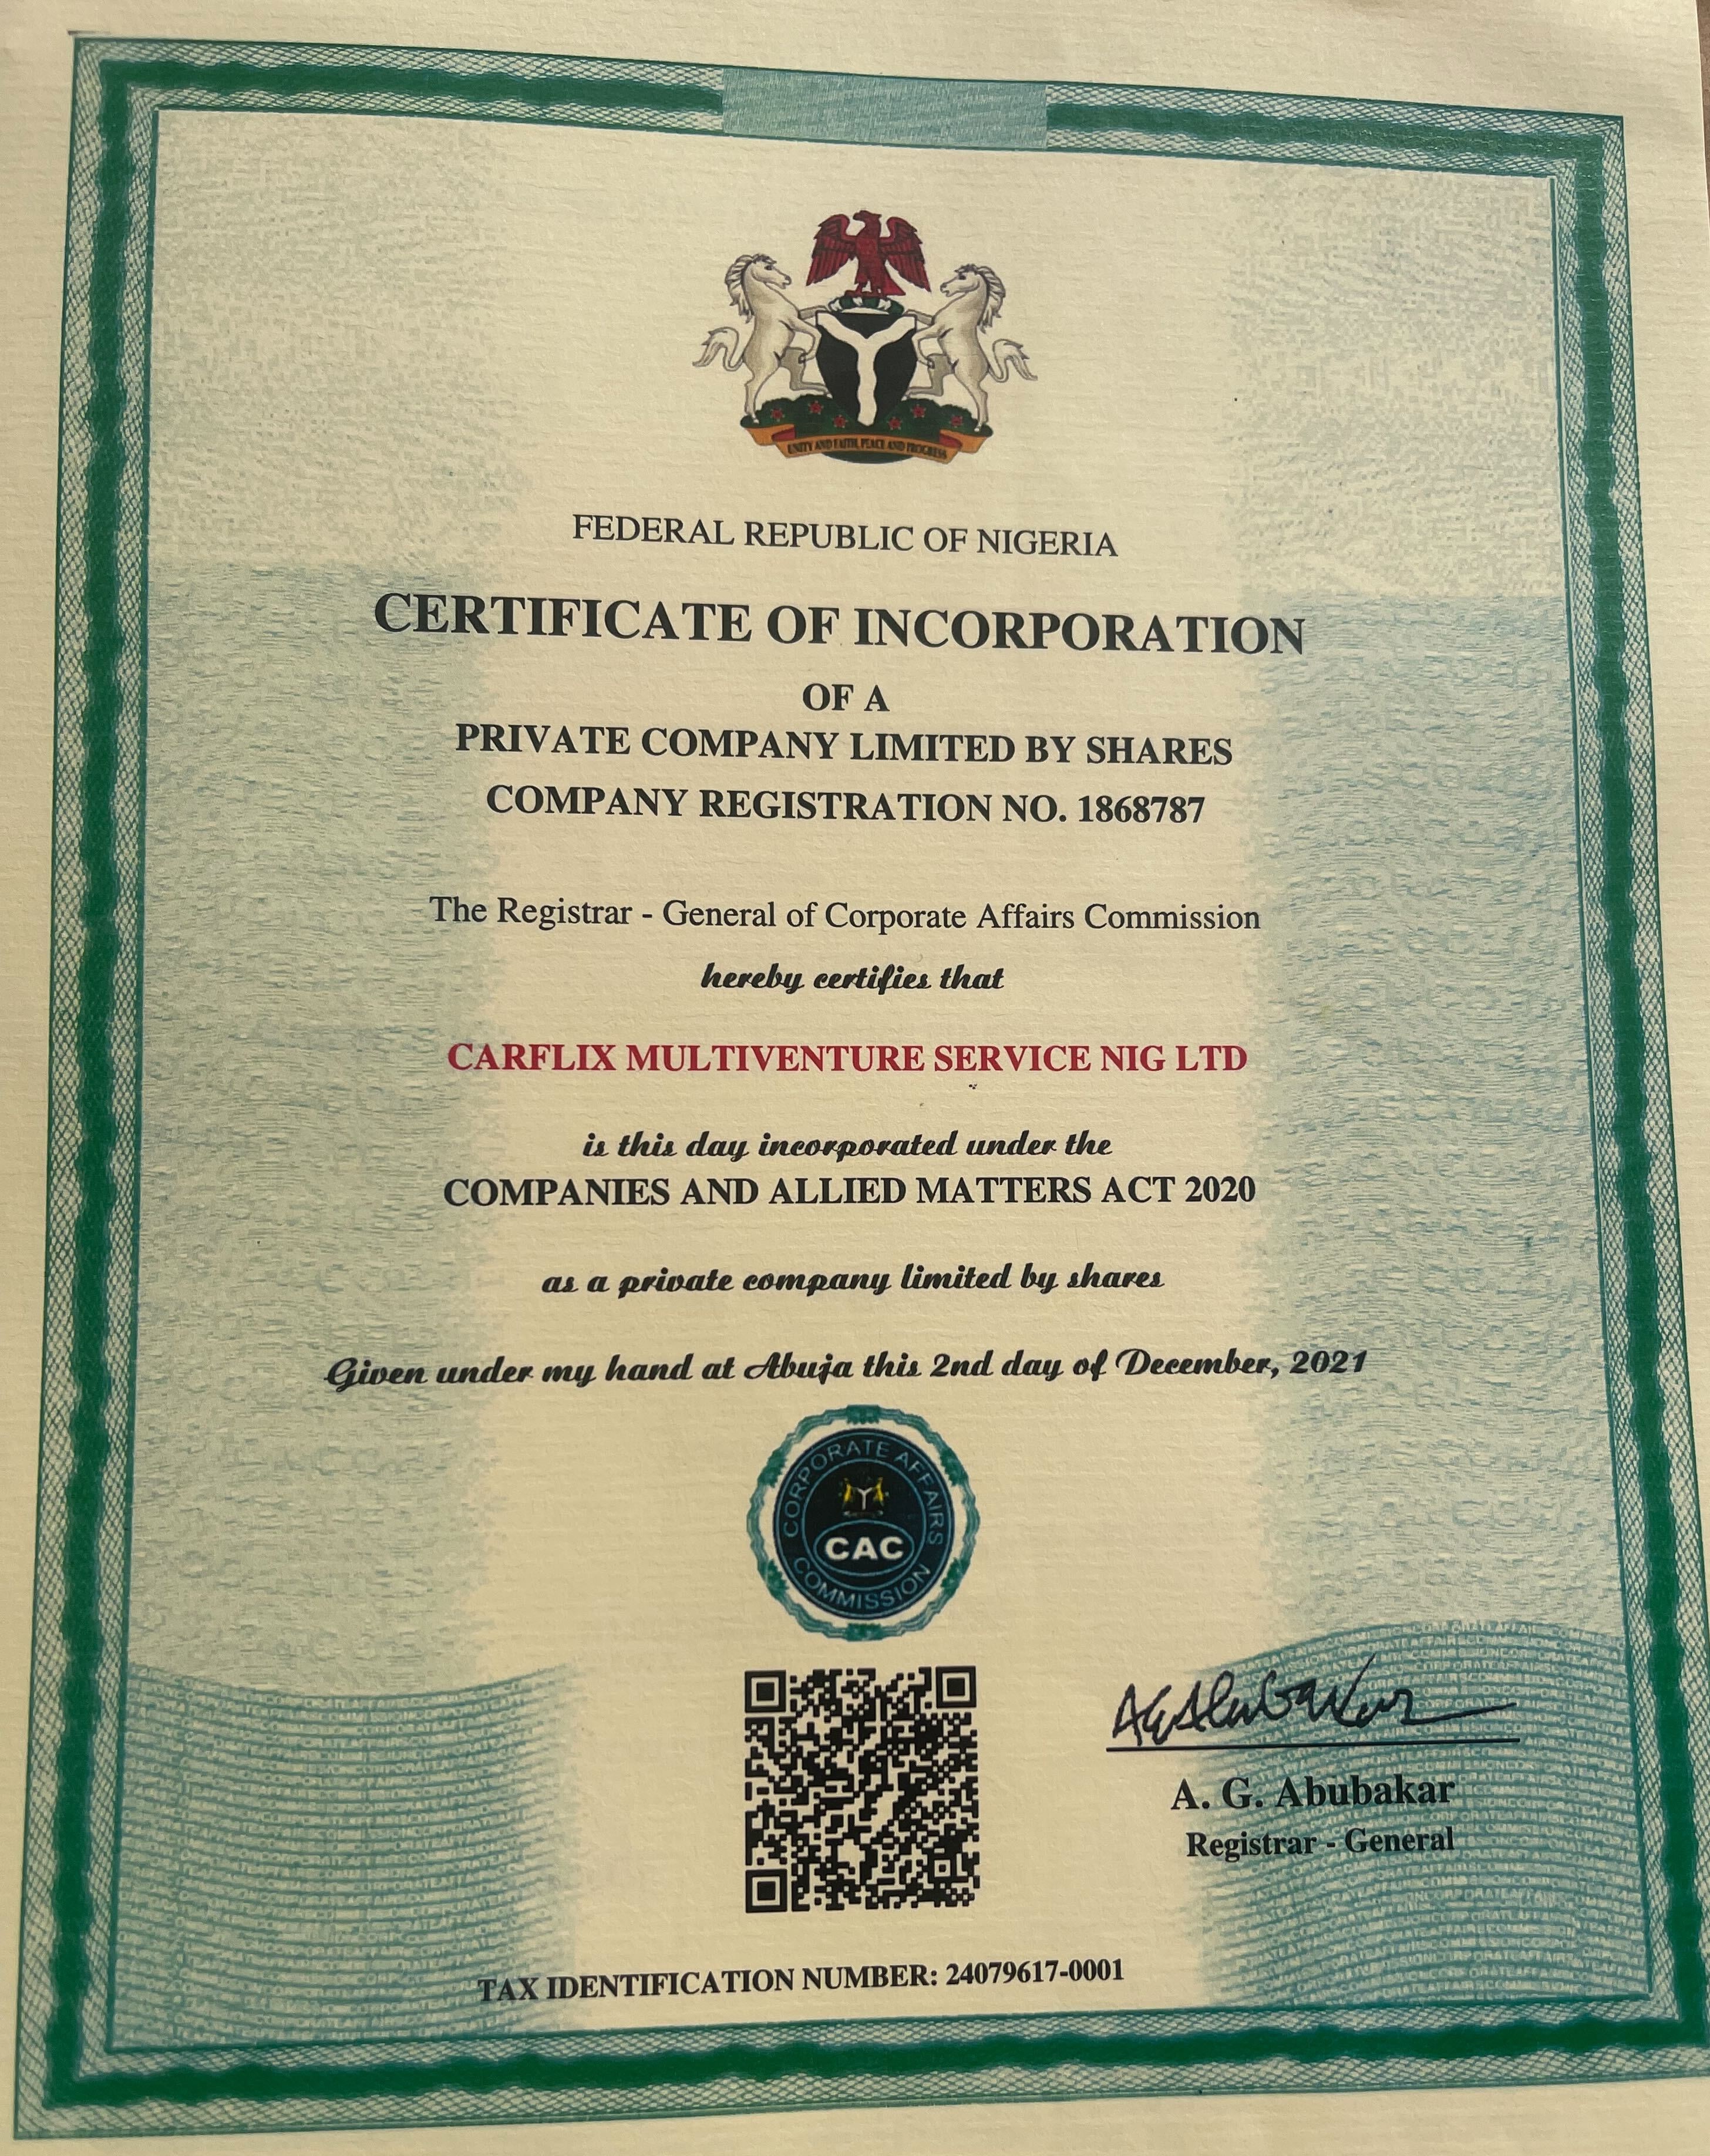 UNITY AND FAITH, PEACE AND PROGRESS
FEDERAL REPUBLIC OF NIGERIA
CERTIFICATE OF INCORPORATION
OF A
PRIVATE COMPANY LIMITED BY SHARES
COMPANY REGISTRATION NO. 1868787
The Registrar - General of Corporate Affairs Commission
hereby certifies that
CARFLIX MULTIVENTURE SERVICE NIG LTD
is this day incorporated under the
COMPANIES AND ALLIED MATTERS ACT 2020
as a private company limited by shares
Given under my hand at Abuja this 2nd day of December, 2021
CORPORATE AFFAIRS
CAC
COMMISSION
A. G. Abubakar
Registrar - General
TAX IDENTIFICATION NUMBER: 24079617-0001